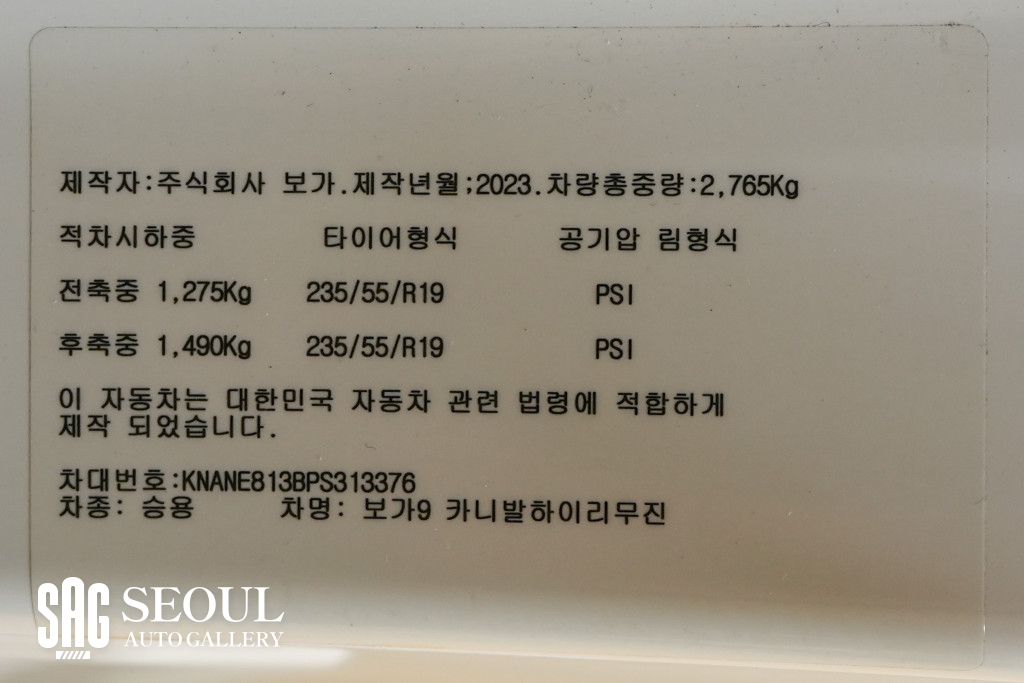 제작자:주식회사 보가.제작년월;2023.차량총중량:2,765Kg
적차시하중 타이어형식 공기압 림형식
전축중 1,275Kg 235/55/R19 PSI
후축중 1,490Kg 235/55/R19 PSI
이 자동차는 대한민국 자동차 관련 법령에 적합하게
제작 되었습니다.
차대번호:KNANE813BPS313376
차종: 승용 차명: 보가9 카니발하이리무진
SAG SEOUL
AUTO GALLERY